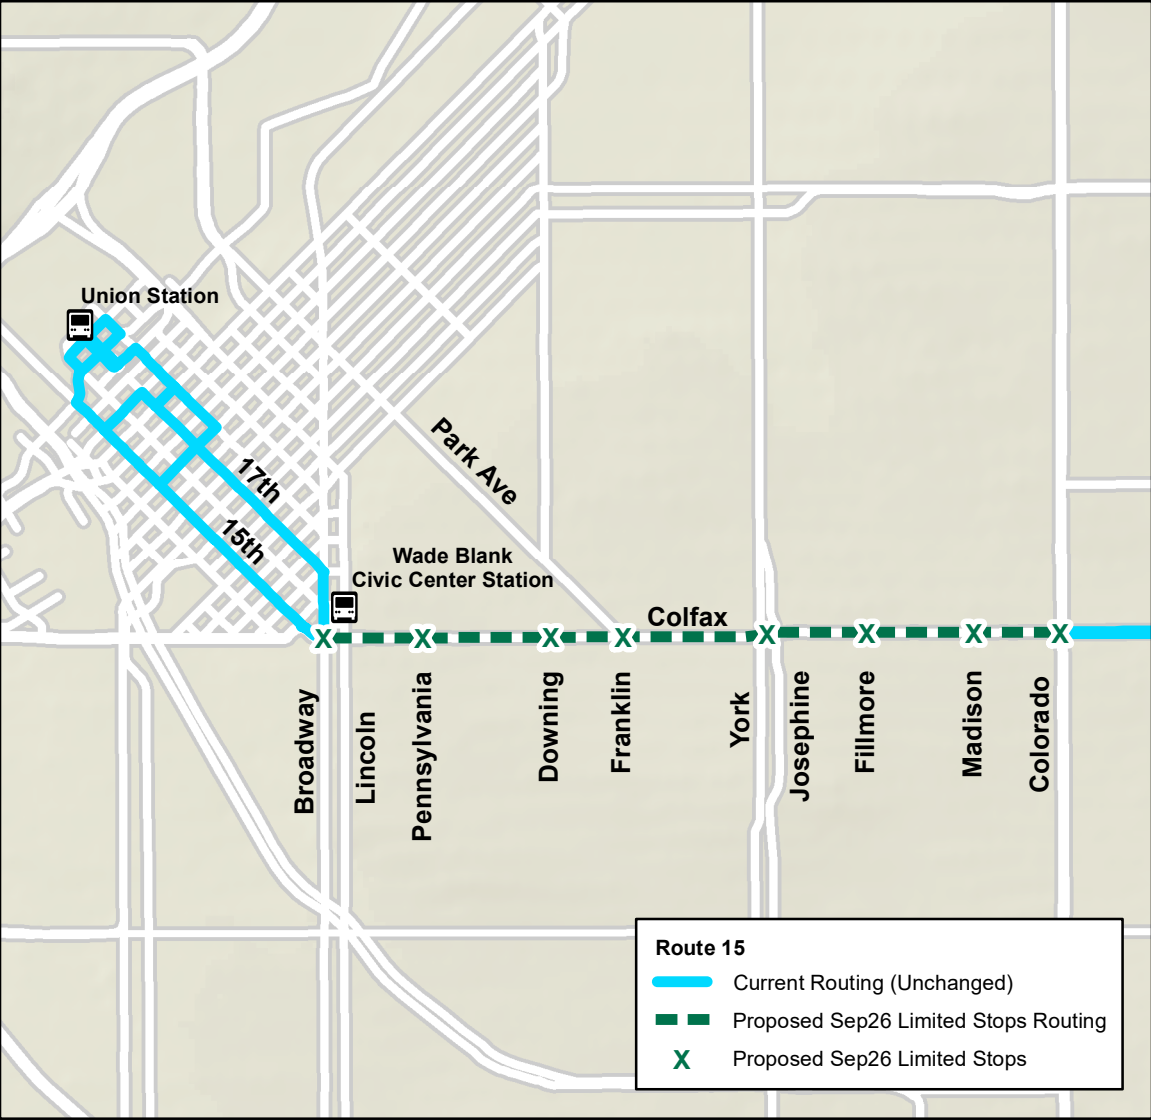 Union Station
Park Ave
17th
15th
Wade Blank
Civic Center Station
Colfax
X X X X X X X X
Broadway
Lincoln
Pennsylvania
Downing
Franklin
York
Josephine
Fillmore
Madison
Colorado
Route 15
Current Routing (Unchanged)
Proposed Sep26 Limited Stops Routing
X Proposed Sep26 Limited Stops